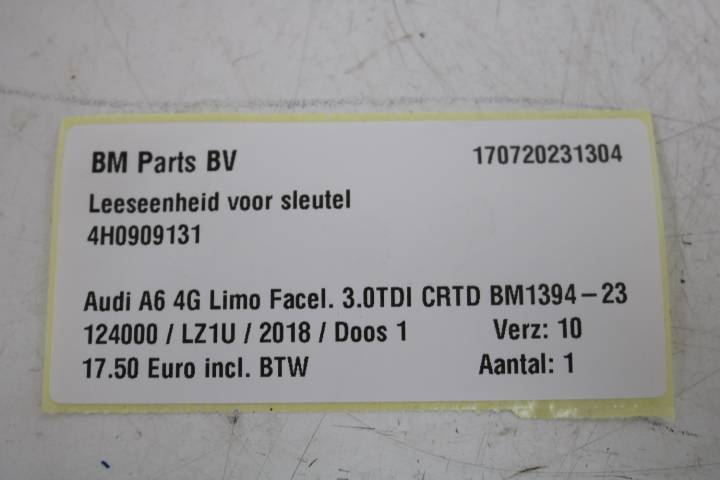 BM Parts BV 170720231304
Leeseenheid voor sleutel
4H0909131
Audi A6 4G Limo Facel. 3.0TDI CRTD BM1394-23
124000 / LZ1U / 2018 / Doos 1 Verz: 10
17.50 Euro incl. BTW Aantal: 1